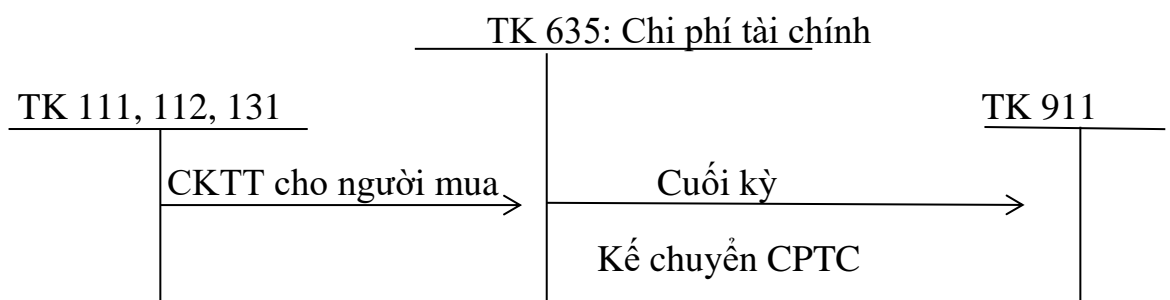 TK 635: Chi phí tài chính
TK 111, 112, 131
TK 911
CKTT cho người mua
Cuối kỳ
Kế chuyển CPTC